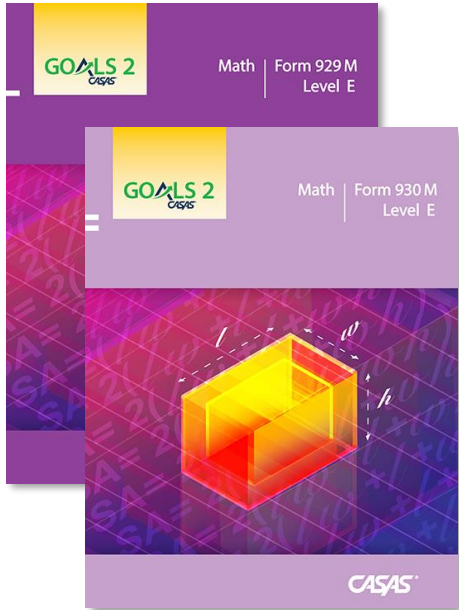 GOALS 2
CASAS
Math
Form 929 M
Level E
GOALS 2
CASAS
Math
Form 930 M
Level E
l
w
h
CASAS®